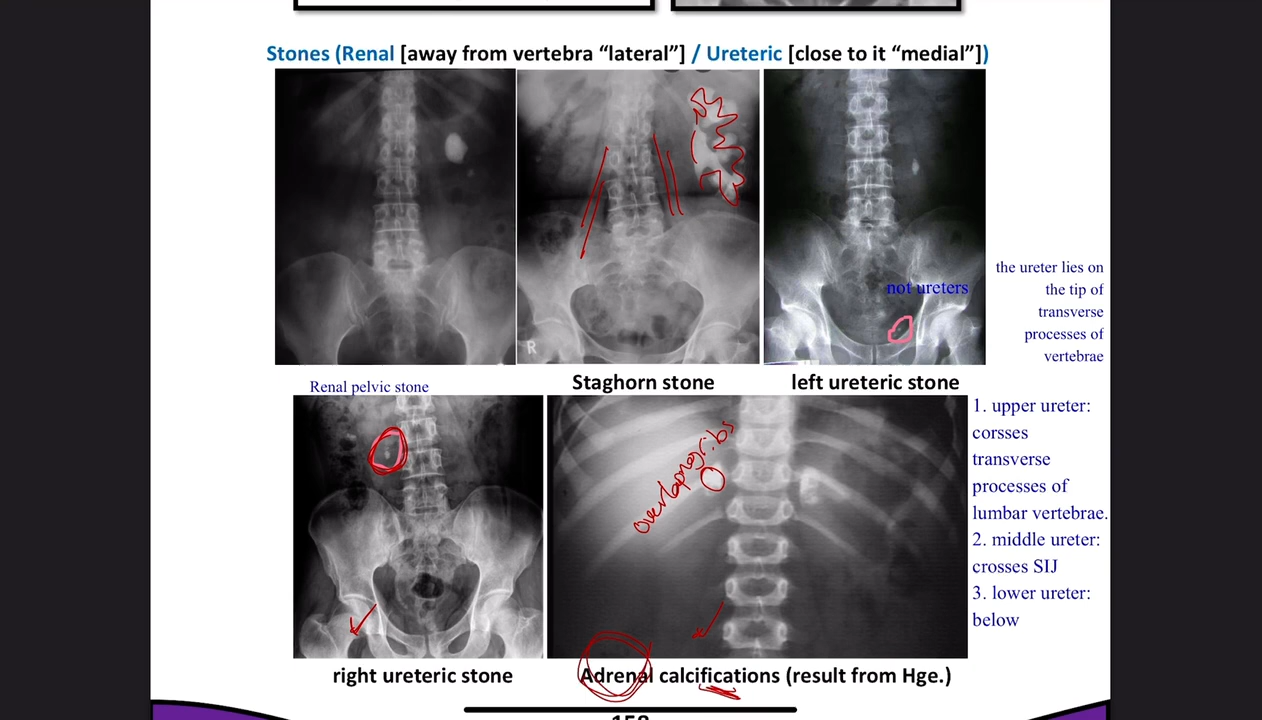 Stones (Renal [away from vertebra “lateral”] / Ureteric [close to it “medial”])
R
not ureters
the ureter lies on
the tip of
transverse
processes of
vertebrae
Renal pelvic stone
Staghorn stone
left ureteric stone
overlapingribs
1. upper ureter:
corsses
transverse
processes of
lumbar vertebrae.
2. middle ureter:
crosses SIJ
3. lower ureter:
below
right ureteric stone
Adrenal calcifications (result from Hge.)